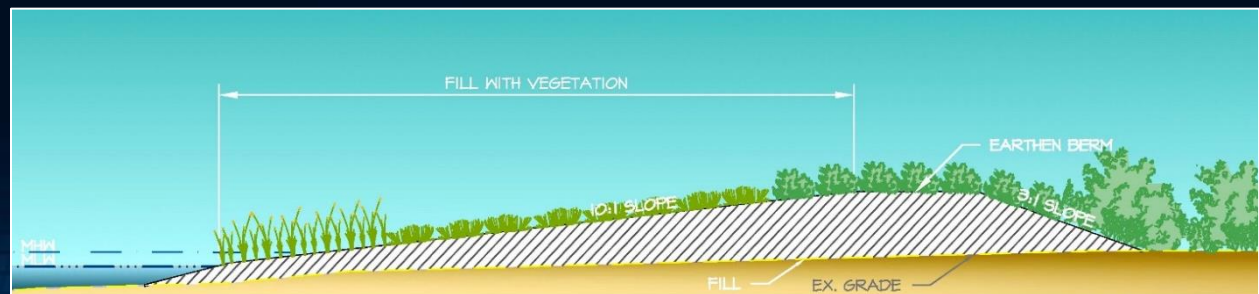 FILL WITH VEGETATION
EARTHEN BERM
10:1 SLOPE
3:1 SLOPE
MHW
MLW
FILL
EX. GRADE